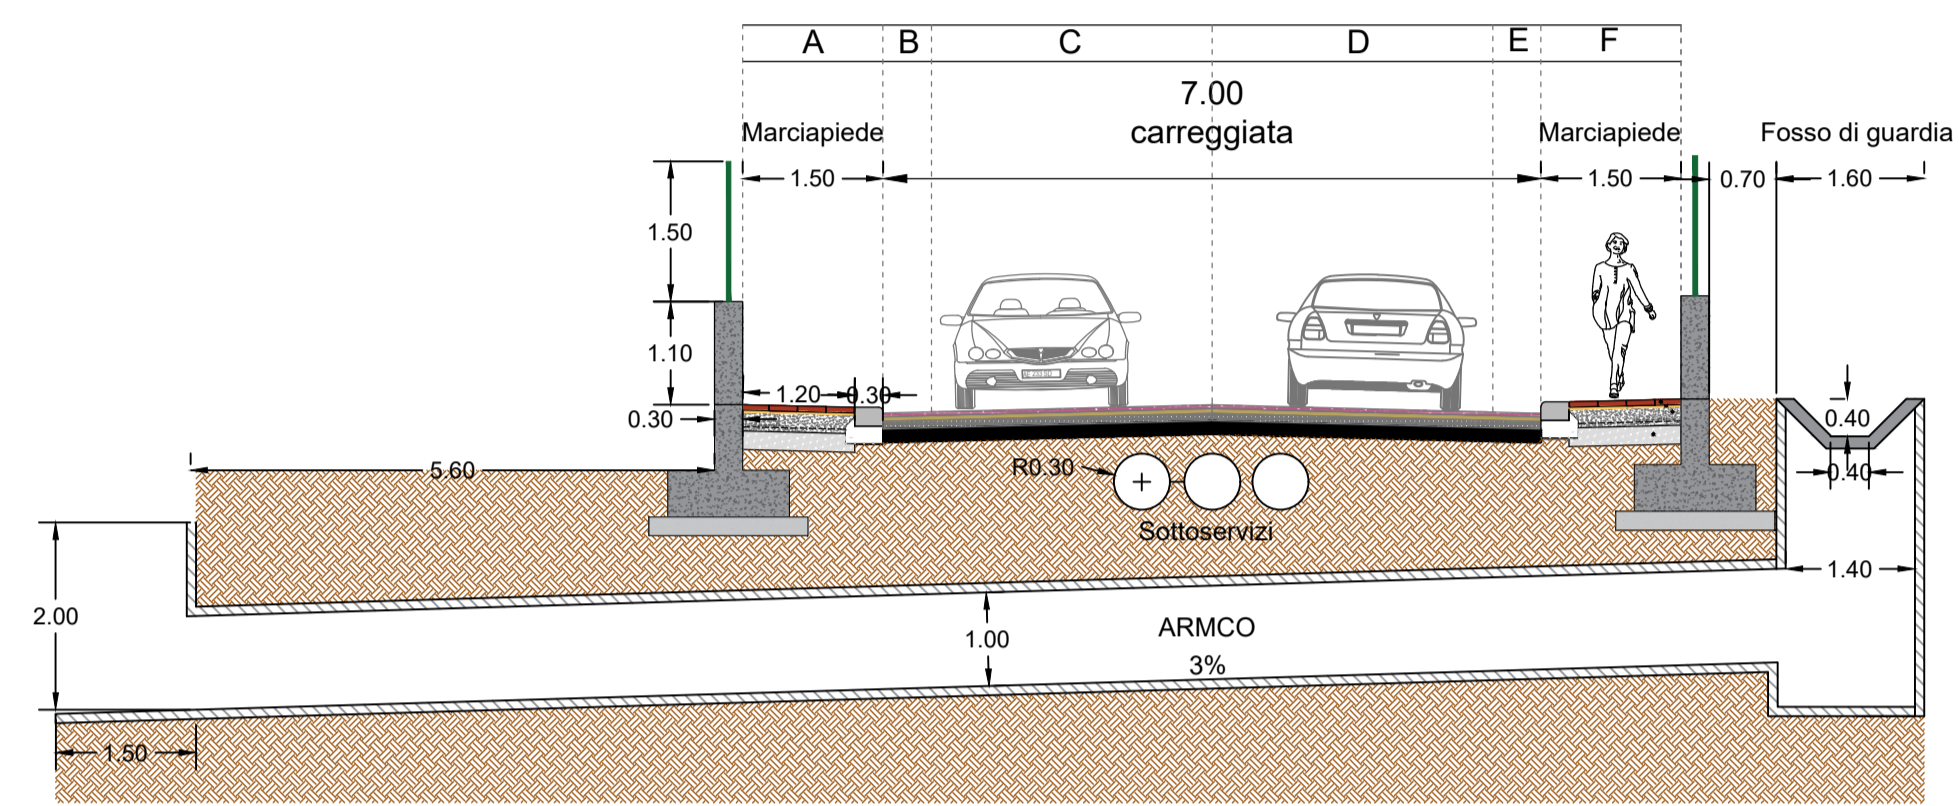 A B C D E F
7.00
Marciapiede carreggiata Marciapiede Fosso di guardia
1.50 1.50 0.70 1.60
1.50
1.10
1.20 0.30
0.30 0.40
5.60 R0.30 0.40
Sottoservizi
1.40
2.00 1.00 ARMCO
3%
1.50